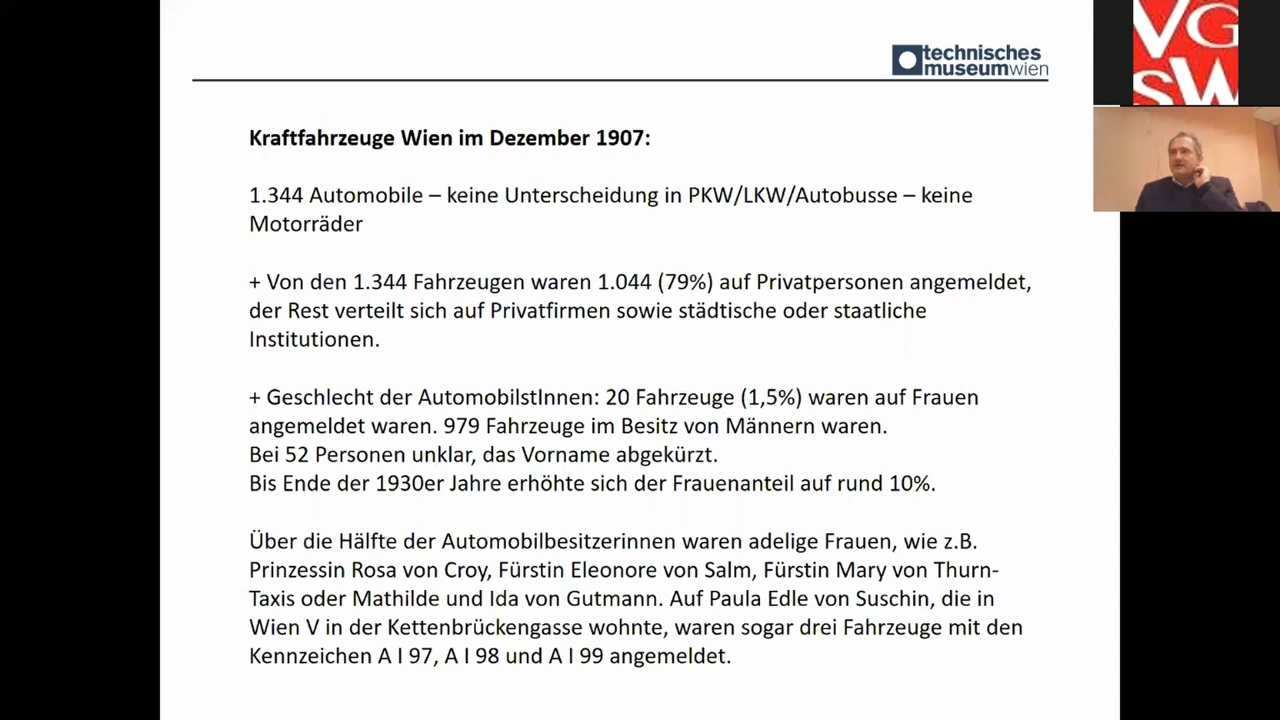 technisches
museumwien
VG
SW
Kraftfahrzeuge Wien im Dezember 1907:
1.344 Automobile – keine Unterscheidung in PKW/LKW/Autobusse – keine
Motorräder
+ Von den 1.344 Fahrzeugen waren 1.044 (79%) auf Privatpersonen angemeldet,
der Rest verteilt sich auf Privatfirmen sowie städtische oder staatliche
Institutionen.
+ Geschlecht der AutomobilstInnen: 20 Fahrzeuge (1,5%) waren auf Frauen
angemeldet waren. 979 Fahrzeuge im Besitz von Männern waren.
Bei 52 Personen unklar, das Vorname abgekürzt.
Bis Ende der 1930er Jahre erhöhte sich der Frauenanteil auf rund 10%.
Über die Hälfte der Automobilbesitzerinnen waren adelige Frauen, wie z.B.
Prinzessin Rosa von Croy, Fürstin Eleonore von Salm, Fürstin Mary von Thurn-
Taxis oder Mathilde und Ida von Gutmann. Auf Paula Edle von Suschin, die in
Wien V in der Kettenbrückengasse wohnte, waren sogar drei Fahrzeuge mit den
Kennzeichen A I 97, A I 98 und A I 99 angemeldet.